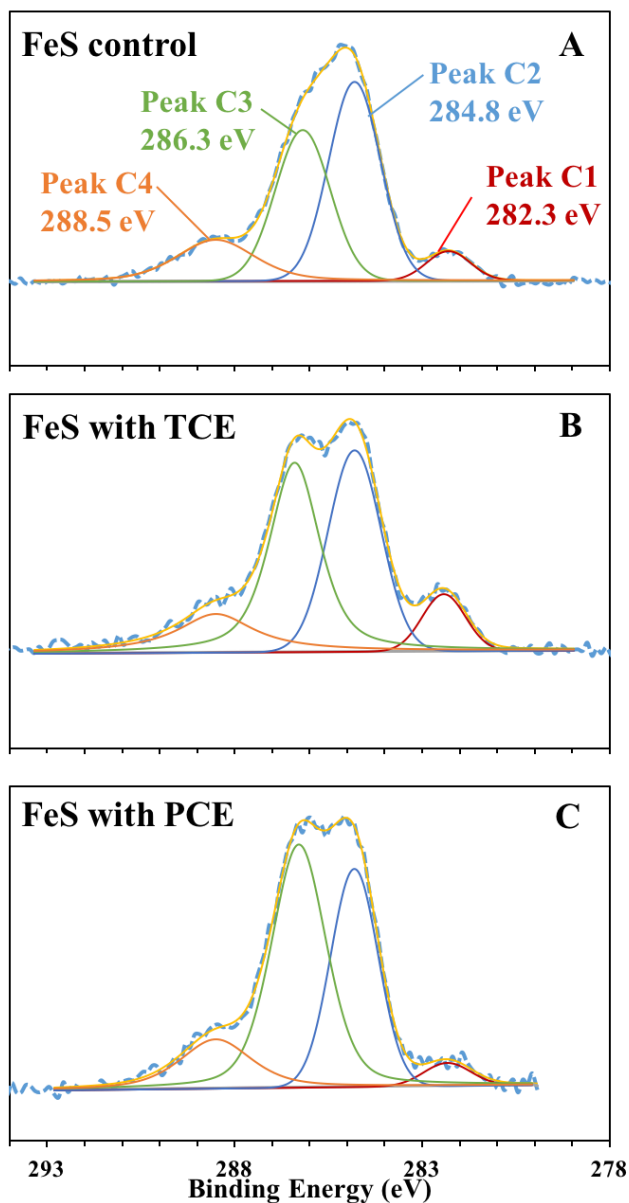 FeS control
A
Peak C2
284.8 eV
Peak C3
286.3 eV
Peak C4
288.5 eV
Peak C1
282.3 eV
FeS with TCE
B
FeS with PCE
C
293 288 283 278
Binding Energy (eV)